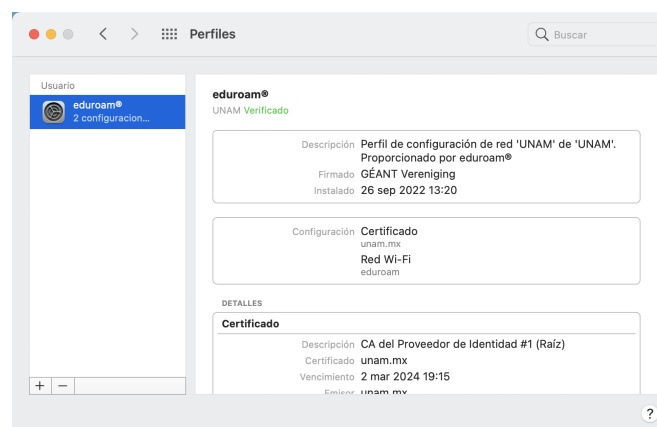 Perfiles
Buscar
Usuario
eduroam®
2 configuracion...
eduroam®
UNAM Verificado
Descripción Perfil de configuración de red 'UNAM' de 'UNAM'.
Proporcionado por eduroam®
Firmado GÉANT Vereniging
Instalado 26 sep 2022 13:20
Configuración Certificado
unam.mx
Red Wi-Fi
eduroam
DETALLES
Certificado
Descripción CA del Proveedor de Identidad #1 (Raíz)
Certificado unam.mx
Vencimiento 2 mar 2024 19:15
Emisor unam.mx
+ −
?